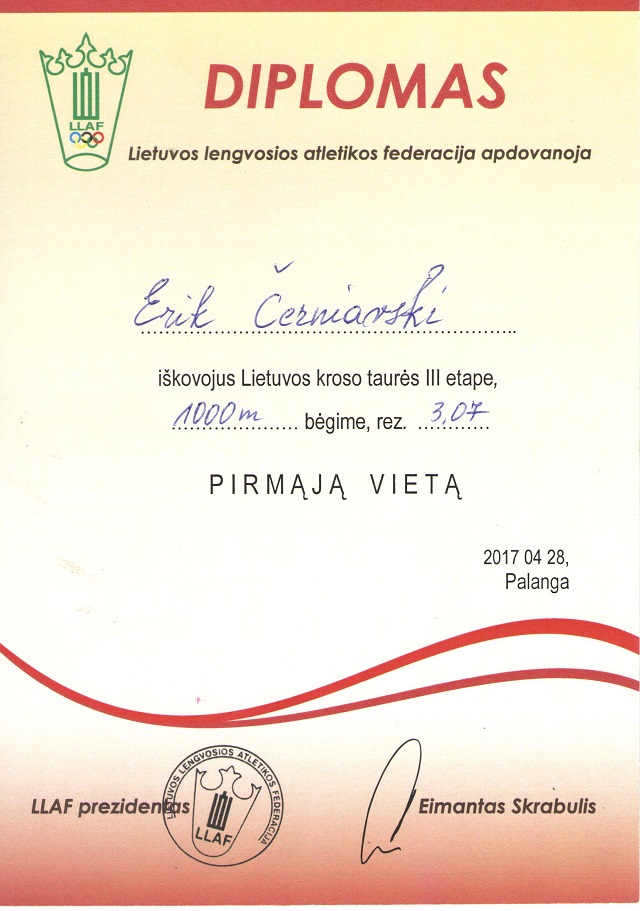 LLAF
DIPLOMAS
Lietuvos lengvosios atletikos federacija apdovanoja
Erik Černiavski
iškovojus Lietuvos kroso taurės III etape,
1000m bėgime, rez. 3,07
PIRMĄJĄ VIETĄ
2017 04 28,
Palanga
LLAF prezidentas
LIETUVOS LENGVOSIOS ATLETIKOS FEDERACIJA
LLAF
Eimantas Skrabulis